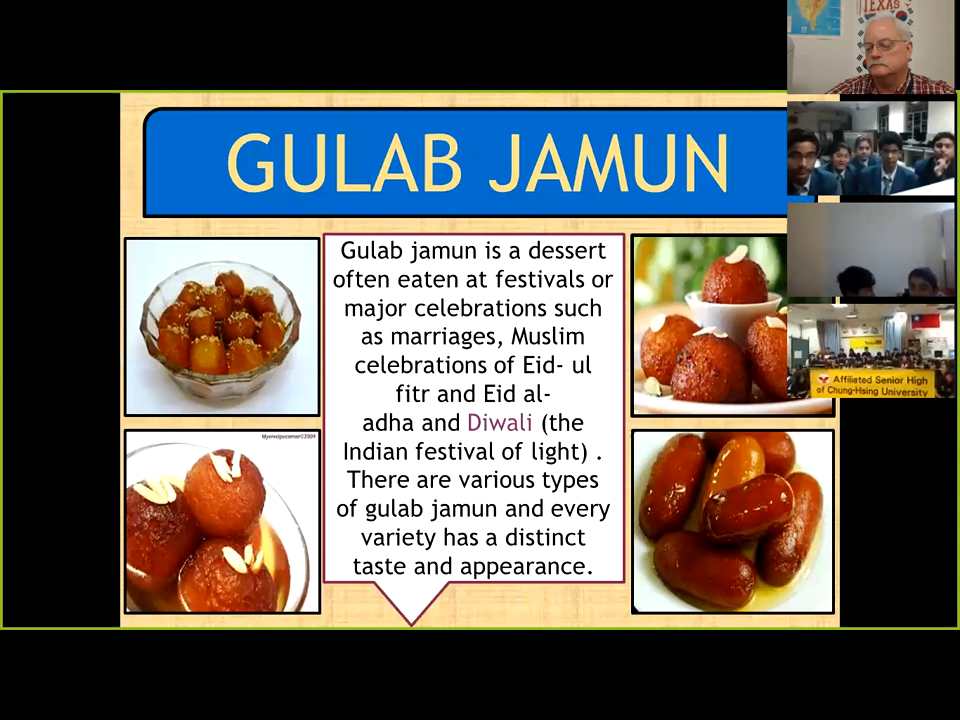 GULAB JAMUN
Gulab jamun is a dessert
often eaten at festivals or
major celebrations such
as marriages, Muslim
celebrations of Eid- ul
fitr and Eid al-
adha and Diwali (the
Indian festival of light) .
There are various types
of gulab jamun and every
variety has a distinct
taste and appearance.
TEXAS
Affiliated Senior High
of Chung-Hsing University